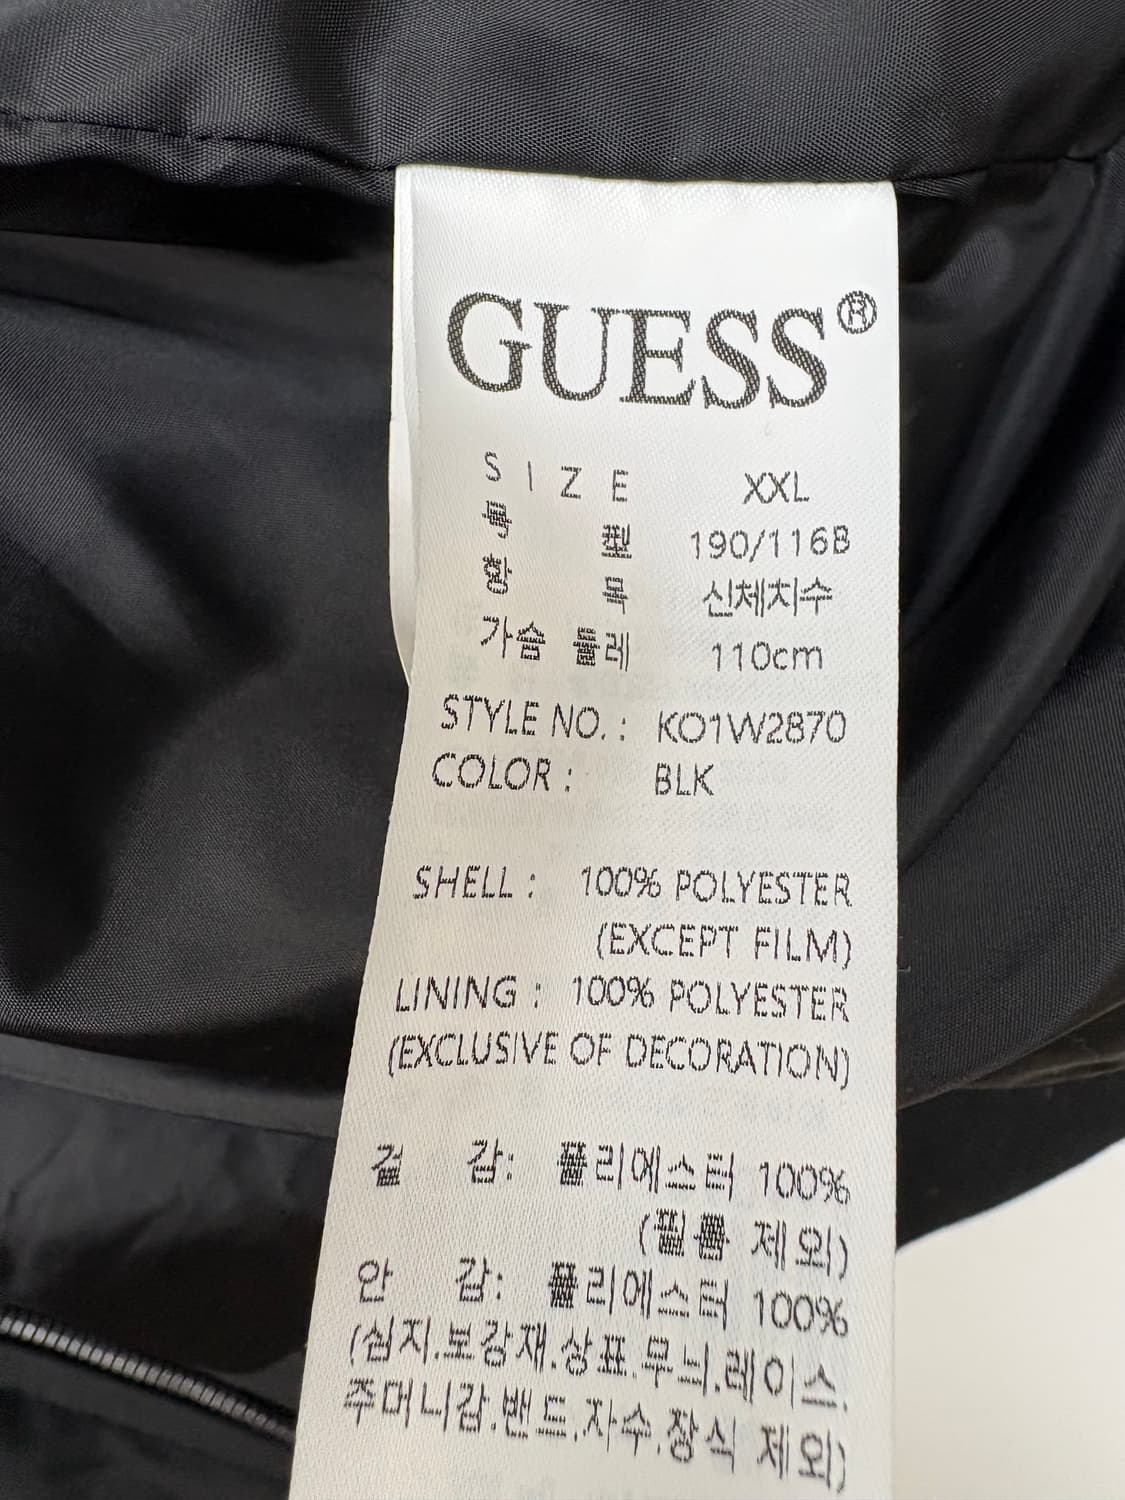 GUESS®
SIZE XXL
특 型 190/116B
항 목 신체치수
가슴 둘레 110cm
STYLE NO. : KO1W2870
COLOR : BLK
SHELL : 100% POLYESTER
(EXCEPT FILM)
LINING : 100% POLYESTER
(EXCLUSIVE OF DECORATION)
겉 감: 폴리에스터 100%
(필름 제외)
안 감: 폴리에스터 100%
(심지.보강재.상표.무늬.레이스.
주머니감.밴드.자수.장식 제외)